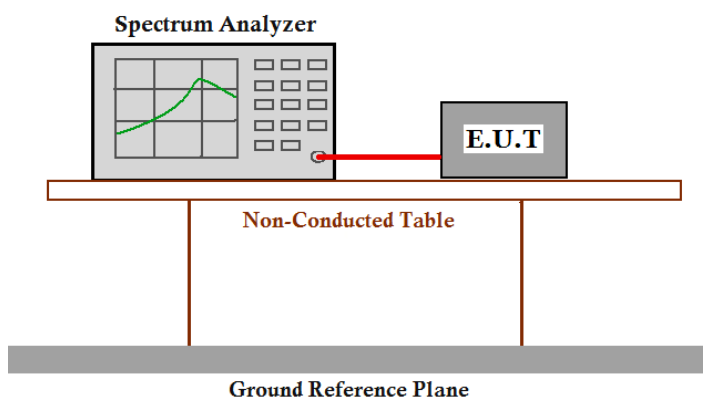 Spectrum Analyzer
E.U.T
Non-Conducted Table
Ground Reference Plane